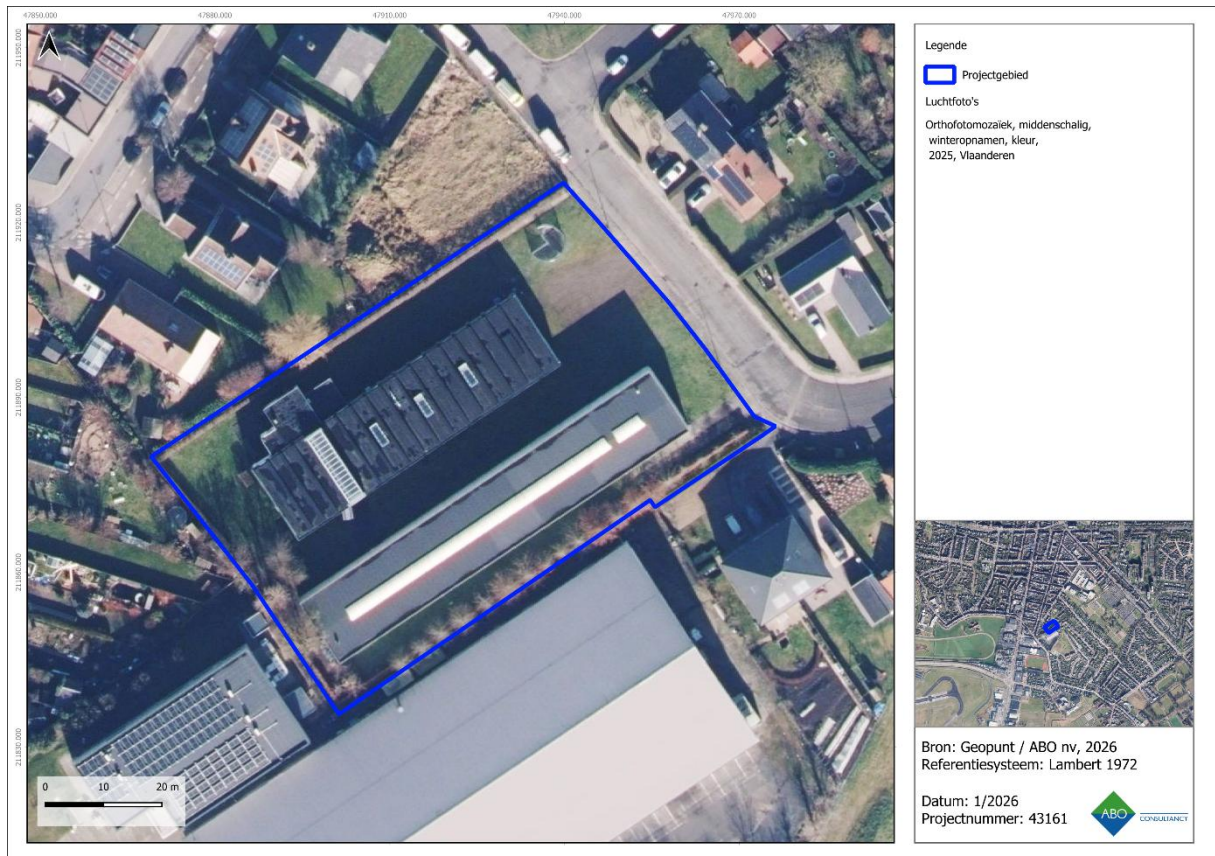 47850.000
47880.000
47910.000
47940.000
47970.000
211950.000
211920.000
211890.000
211860.000
211830.000
0 10 20 m
Legende
Projectgebied
Luchtfoto's
Orthofotomozaïek, middenschalig,
winteropnamen, kleur,
2025, Vlaanderen
Bron: Geopunt / ABO nv, 2026
Referentiesysteem: Lambert 1972
Datum: 1/2026
Projectnummer: 43161
ABO
CONSULTANCY